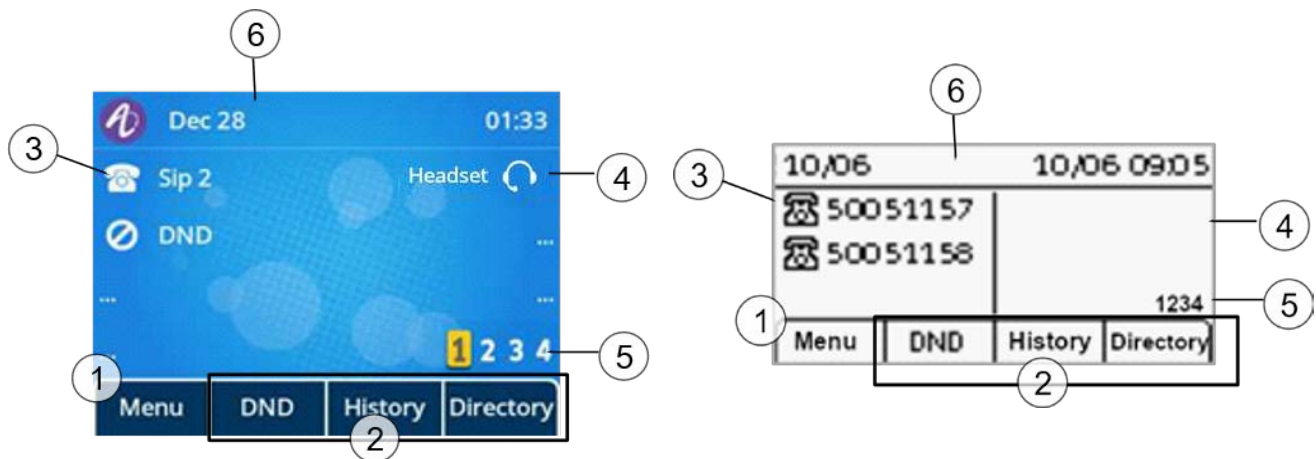 6
Dec 28 01:33
3
Sip 2 Headset 4
DND
...
... ...
1 2 3 4 5
...
1
Menu DND History Directory
2
6
10/06 10/06 09:05
3
50051157
4
50051158
1234 5
1
Menu DND History Directory
2